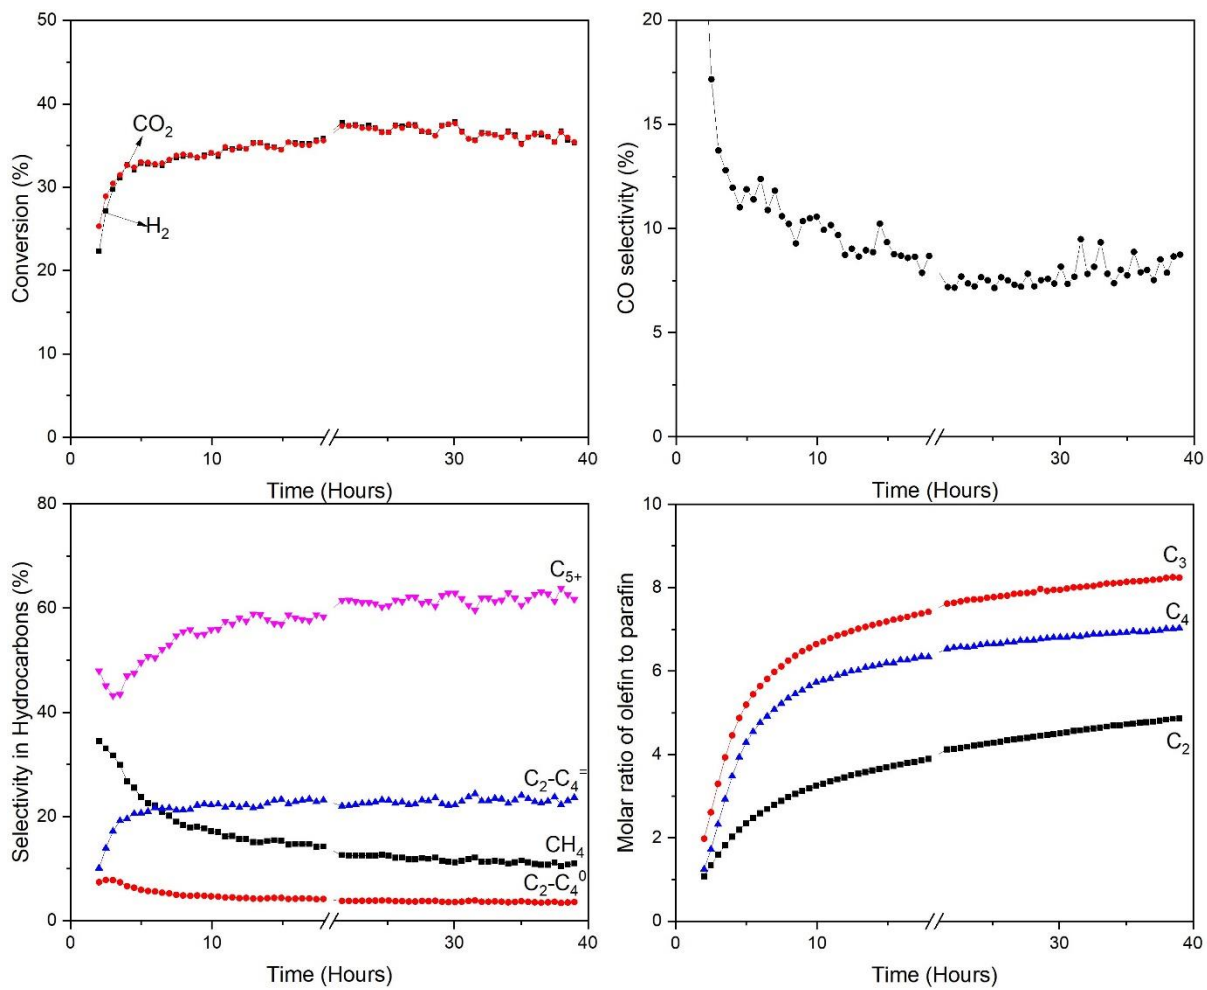 50
40
30
20
10
0
Conversion (%)
CO2
H2
0
10
30
40
Time (Hours)
20
15
10
5
0
CO selectivity (%)
0
10
30
40
Time (Hours)
80
60
40
20
0
Selectivity in Hydrocarbons (%)
C5+
C2-C4=
CH4
C2-C40
0
10
30
40
Time (Hours)
10
8
6
4
2
0
Molar ratio of olefin to parafin
C3
C4
C2
0
10
30
40
Time (Hours)